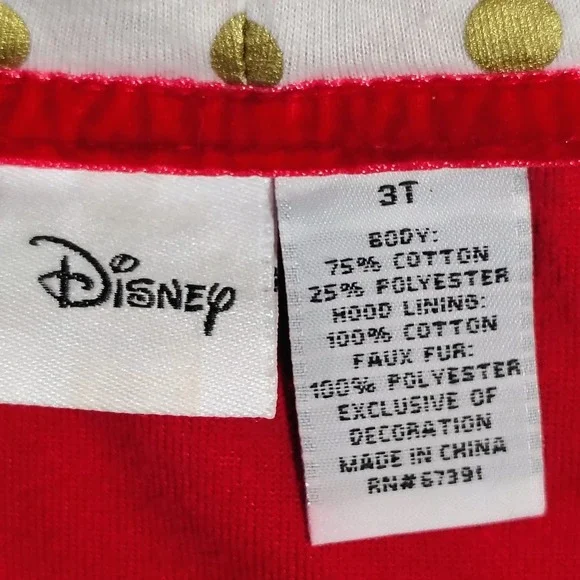 Disney
3T
BODY:
75% COTTON
25% POLYESTER
HOOD LINING:
100% COTTON
FAUX FUR:
100% POLYESTER
EXCLUSIVE OF
DECORATION
MADE IN CHINA
RN#67391